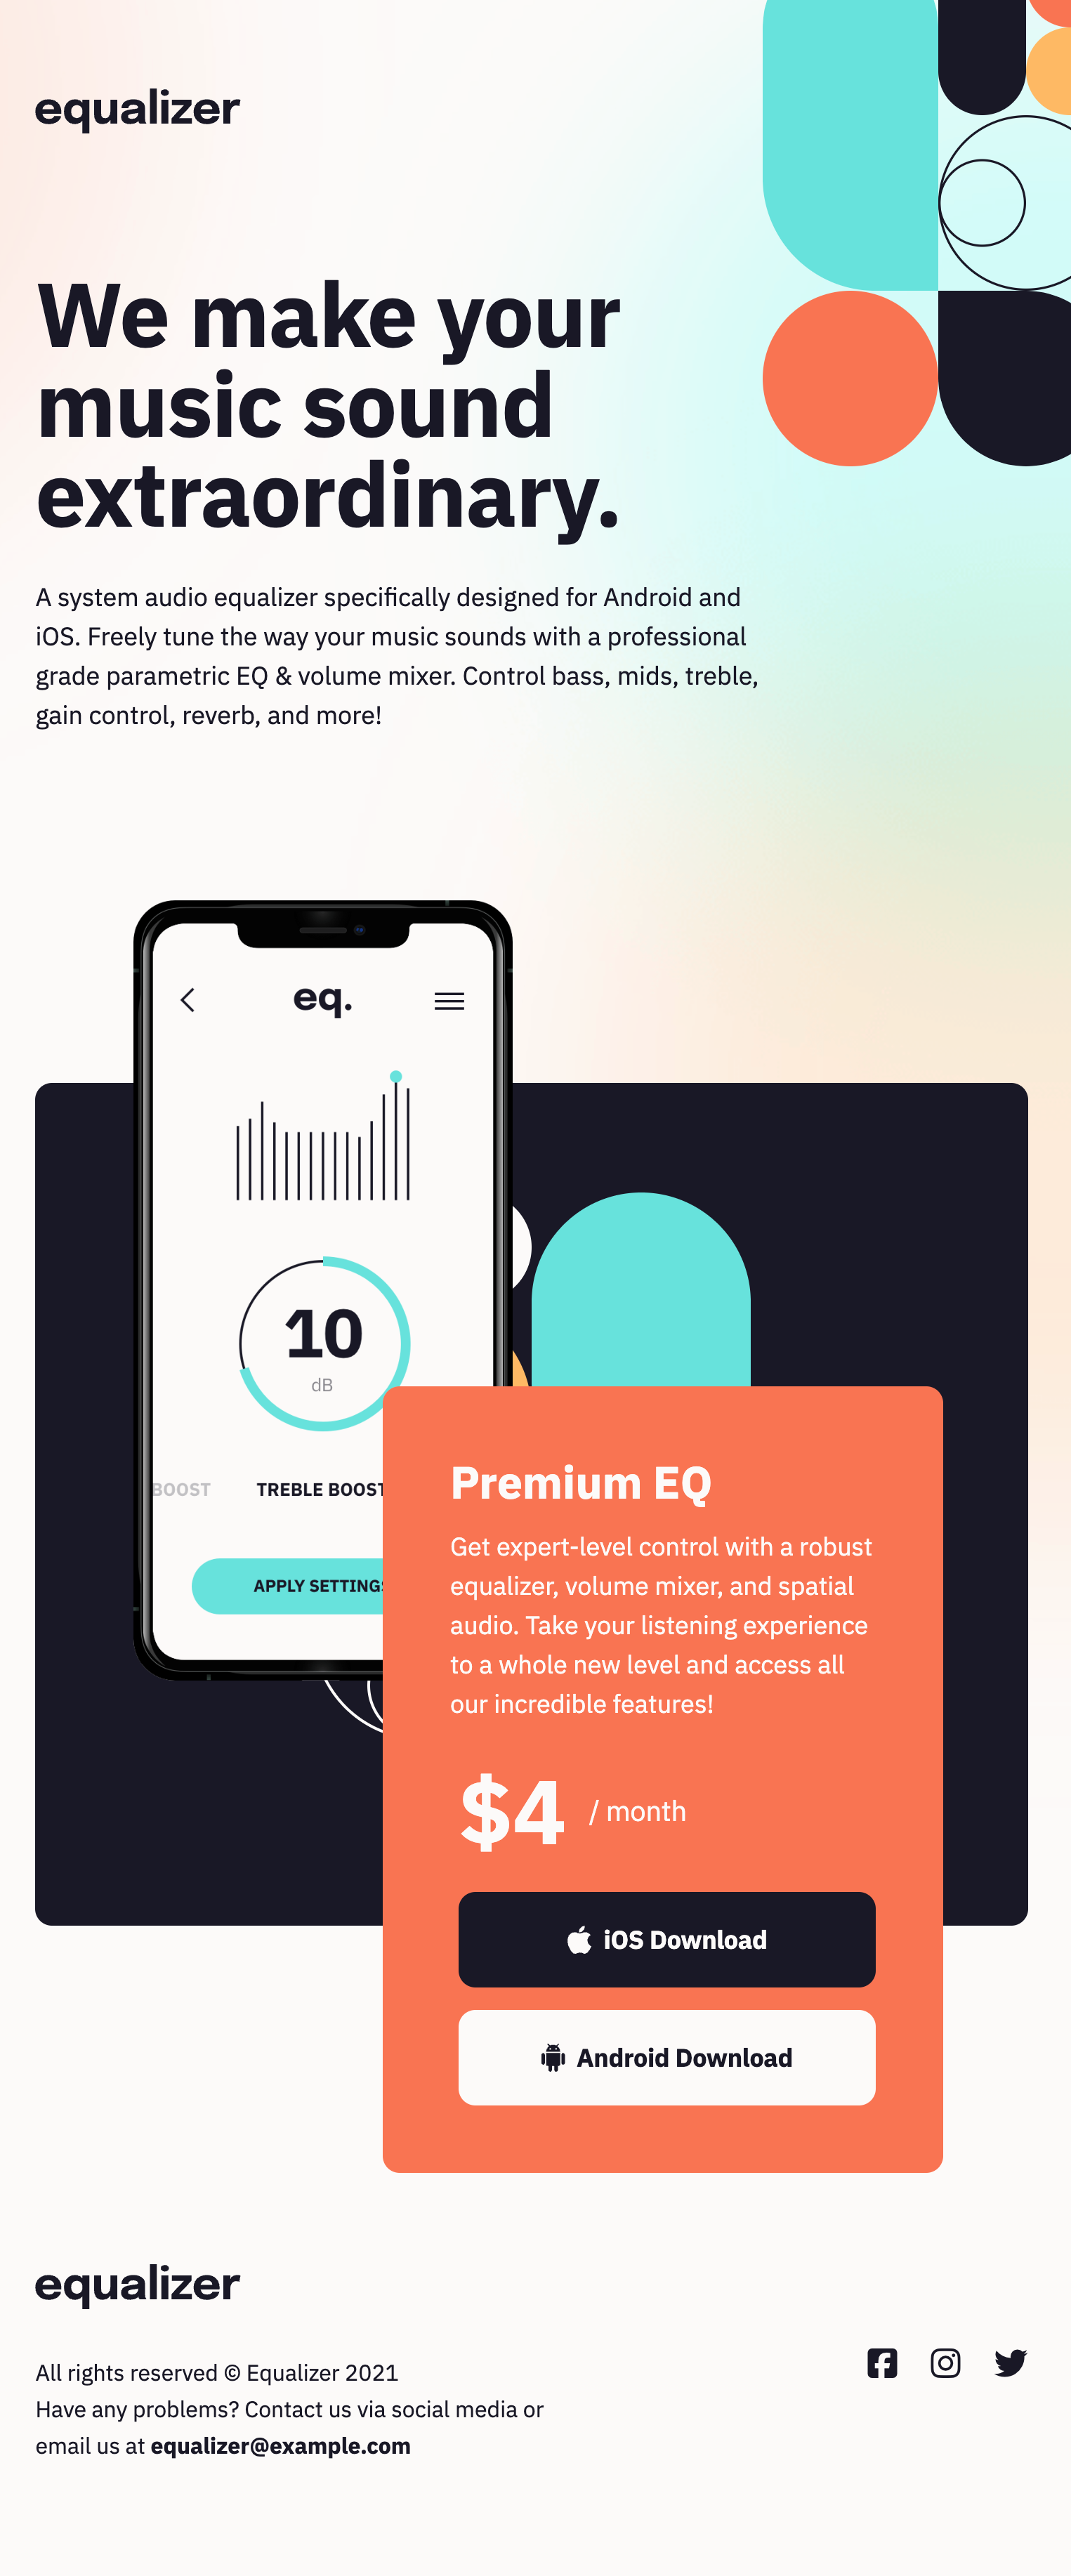 equalizer
We make your
music sound
extraordinary.
A system audio equalizer specifically designed for Android and
iOS. Freely tune the way your music sounds with a professional
grade parametric EQ & volume mixer. Control bass, mids, treble,
gain control, reverb, and more!
eq.
10
dB
BOOST TREBLE BOOST
APPLY SETTINGS
Premium EQ
Get expert-level control with a robust
equalizer, volume mixer, and spatial
audio. Take your listening experience
to a whole new level and access all
our incredible features!
$4 / month
iOS Download
Android Download
equalizer
All rights reserved © Equalizer 2021
Have any problems? Contact us via social media or
email us at equalizer@example.com